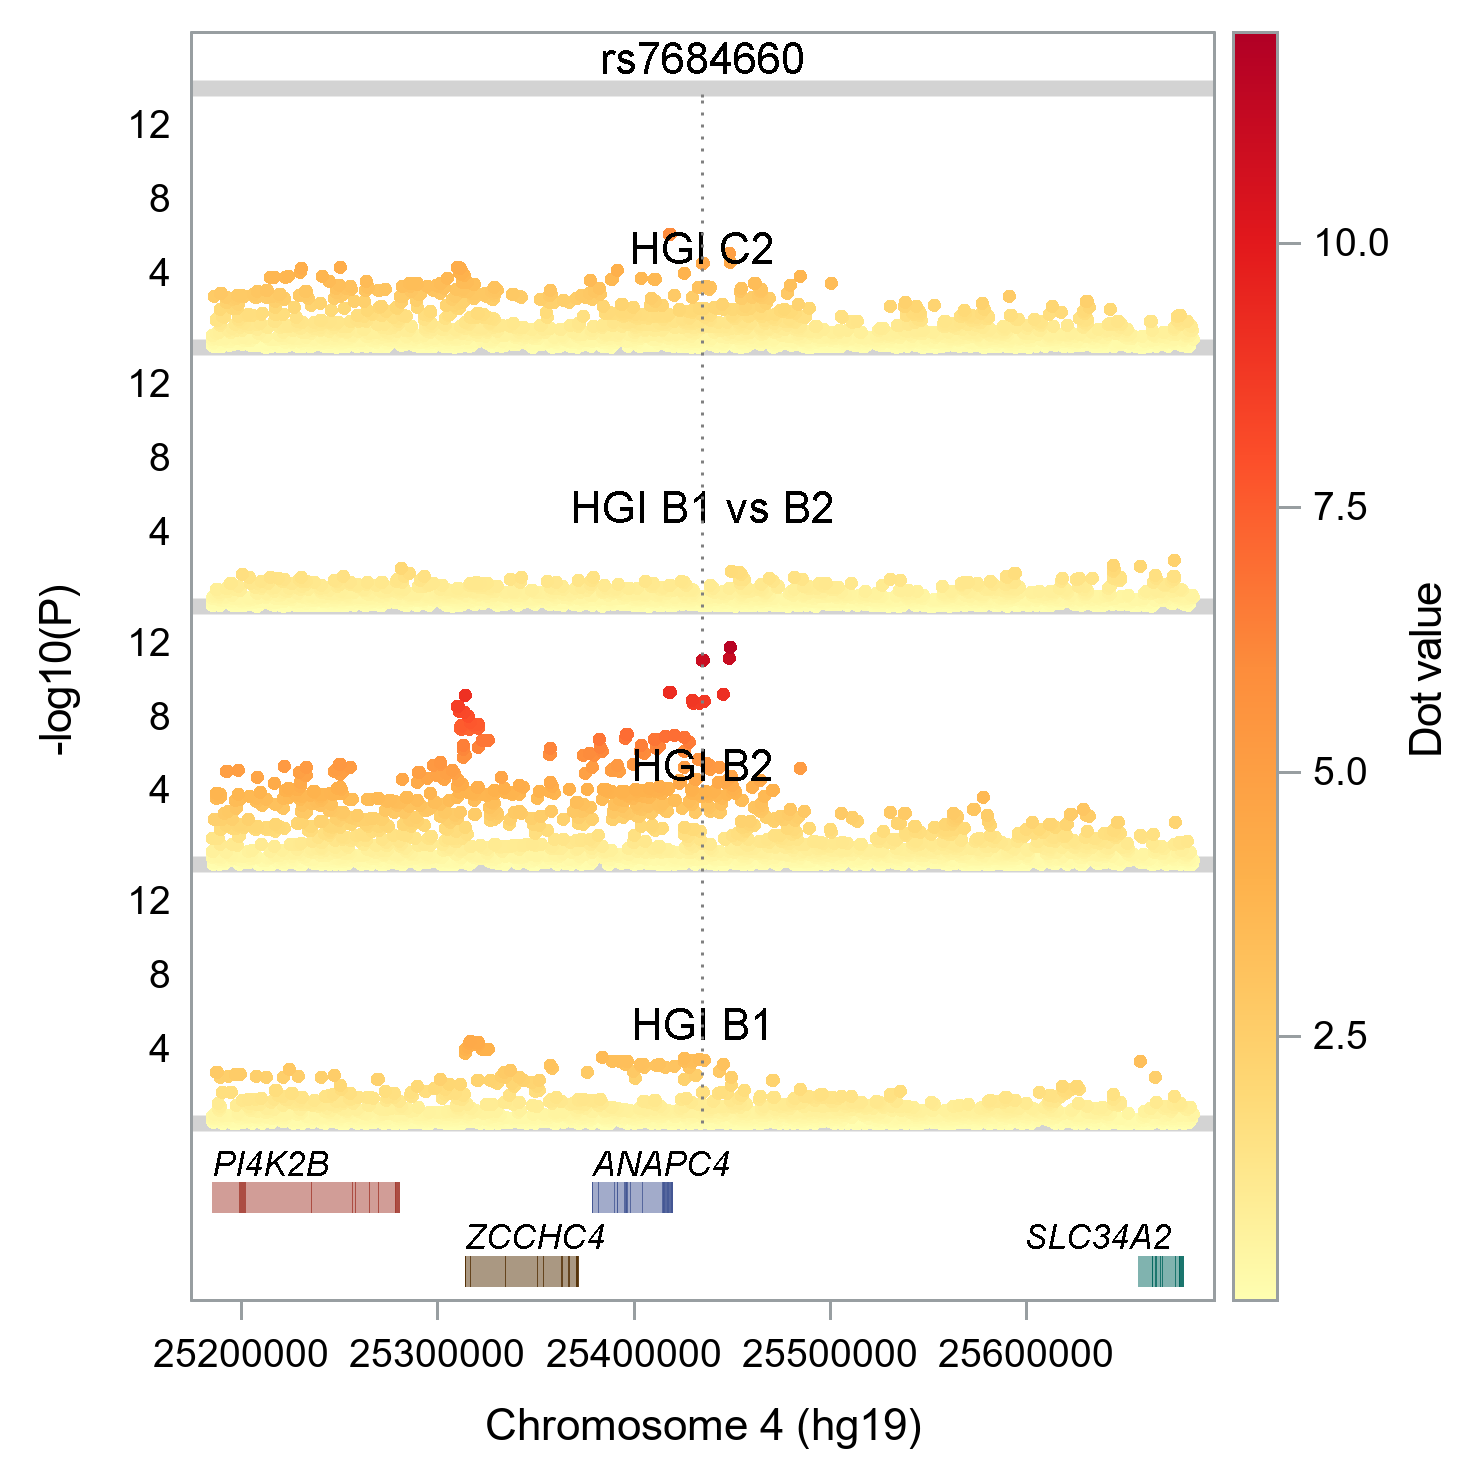 rs7684660
12
8
4
HGI C2
12
8
4
HGI B1 vs B2
12
8
4
HGI B2
12
8
4
HGI B1
-log10(P)
PI4K2B
ANAPC4
ZCCHC4
SLC34A2
25200000 25300000 25400000 25500000 25600000
Chromosome 4 (hg19)
10.0
7.5
5.0
2.5
Dot value